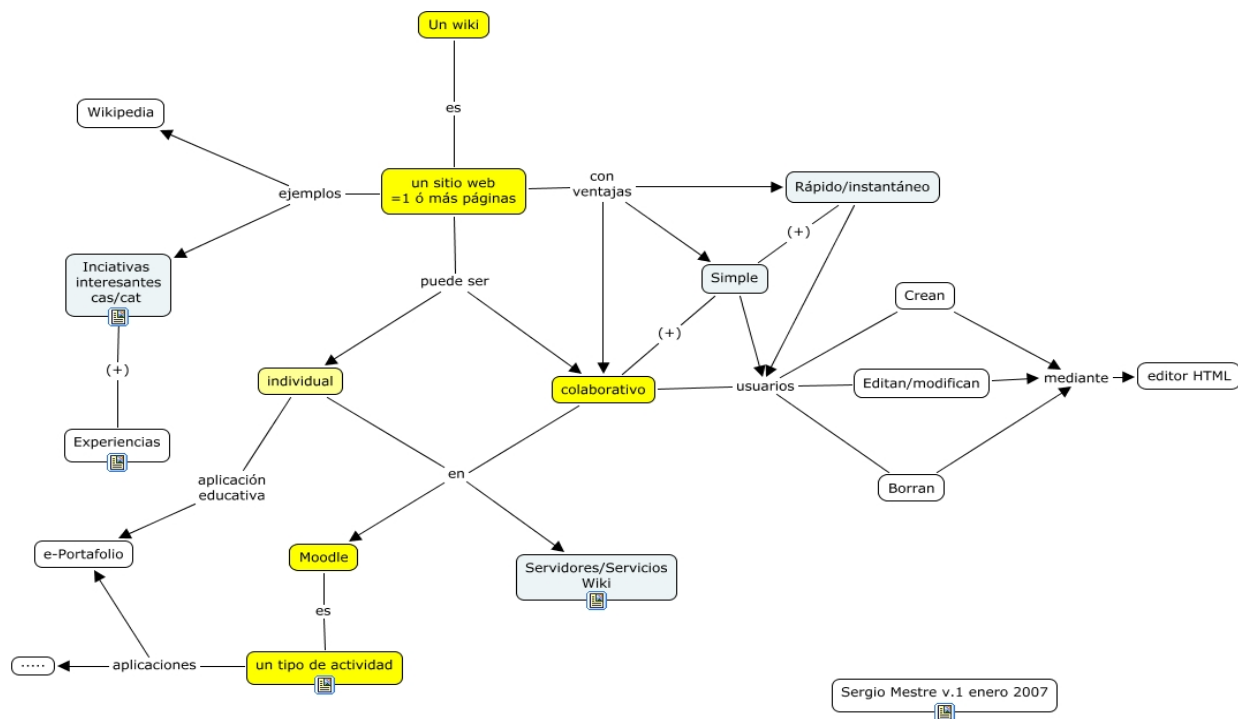 Un wiki
es
Wikipedia
ejemplos
un sitio web
=1 ó más páginas
con
ventajas
Rápido/instantáneo
(+)
Inciativas
interesantes
cas/cat
Simple
puede ser
Crean
(+)
(+)
individual
colaborativo
usuarios
Editan/modifican
mediante
editor HTML
Experiencias
aplicación
educativa
en
Borran
e-Portafolio
Moodle
Servidores/Servicios
Wiki
es
.....
aplicaciones
un tipo de actividad
Sergio Mestre v.1 enero 2007